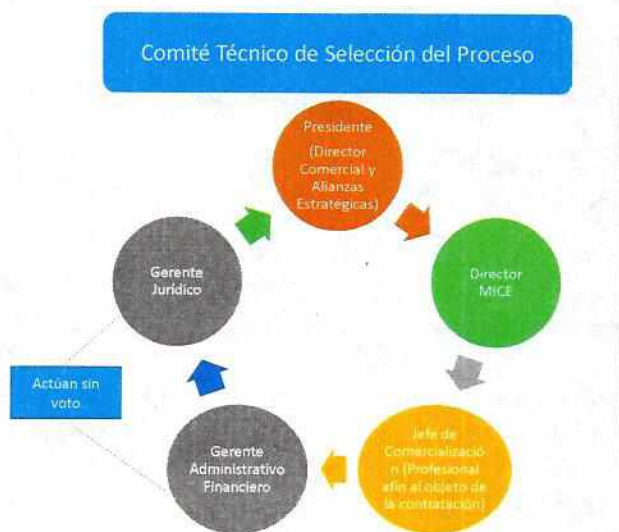 Comité Técnico de Selección del Proceso
Presidente
(Director
Comercial y
Alianzas
Estratégicas)
Director
MICE
Jefe de
Comercializació
n (Profesional
afín al objeto de
la contratación)
Gerente
Administrativo
Financiero
Gerente
Jurídico
Actúan sin
voto